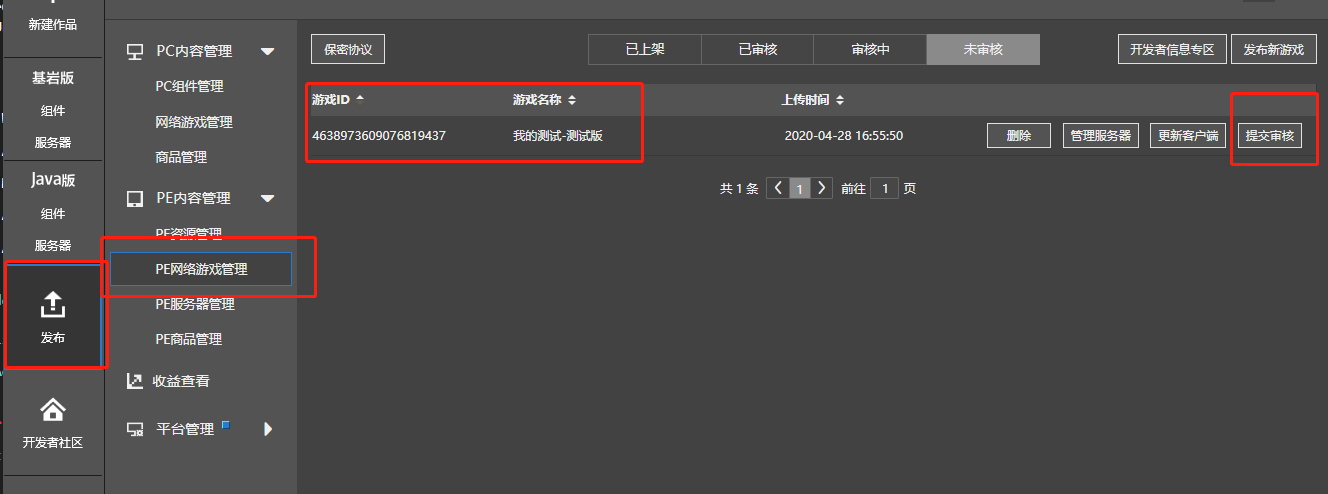 新建作品
基岩版
组件
服务器
Java版
组件
服务器
发布
开发者社区
PC内容管理
PC组件管理
网络游戏管理
商品管理
PE内容管理
PE资源管理
PE网络游戏管理
PE服务器管理
PE商品管理
收益查看
平台管理
保密协议 已上架 已审核 审核中 未审核 开发者信息专区 发布新游戏
游戏ID 游戏名称 上传时间
4638973609076819437 我的测试-测试版 2020-04-28 16:55:50 删除 管理服务器 更新客户端 提交审核
共 1 条 1 前往 1 页